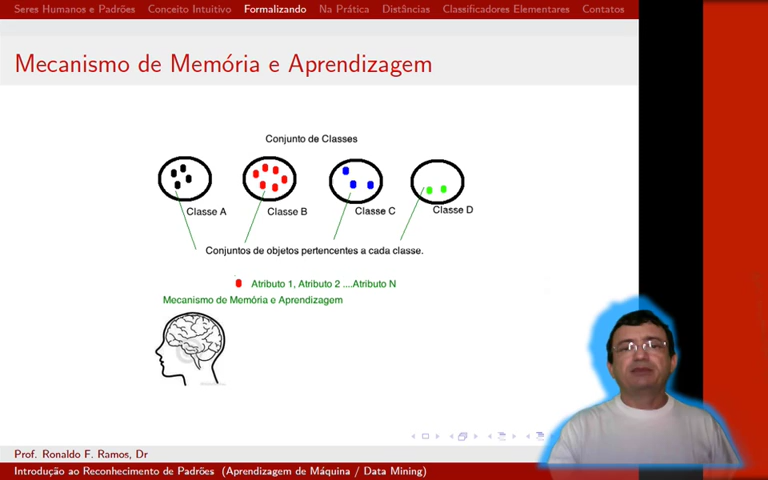 Seres Humanos e Padrões Conceito Intuitivo Formalizando Na Prática Distâncias Classificadores Elementares Contatos
Mecanismo de Memória e Aprendizagem
Conjunto de Classes
Classe A Classe B Classe C Classe D
Conjuntos de objetos pertencentes a cada classe.
Atributo 1, Atributo 2 ....Atributo N
Mecanismo de Memória e Aprendizagem
Prof. Ronaldo F. Ramos, Dr
Introdução ao Reconhecimento de Padrões (Aprendizagem de Máquina / Data Mining)